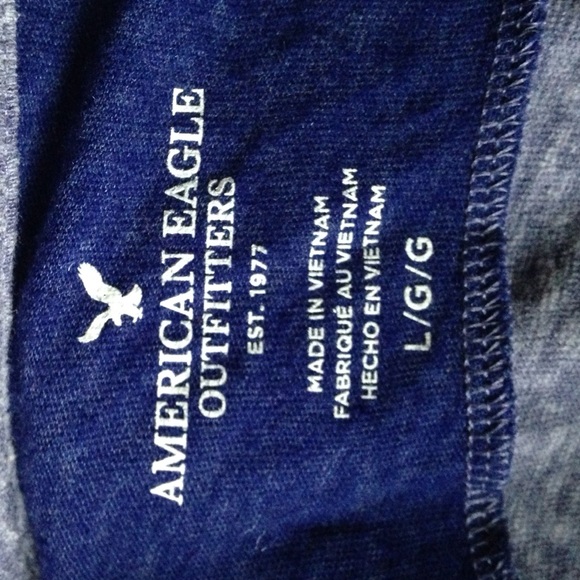 AMERICAN EAGLE
OUTFITTERS
EST. 1977
MADE IN VIETNAM
FABRIQUÉ AU VIETNAM
HECHO EN VIETNAM
L/G/G